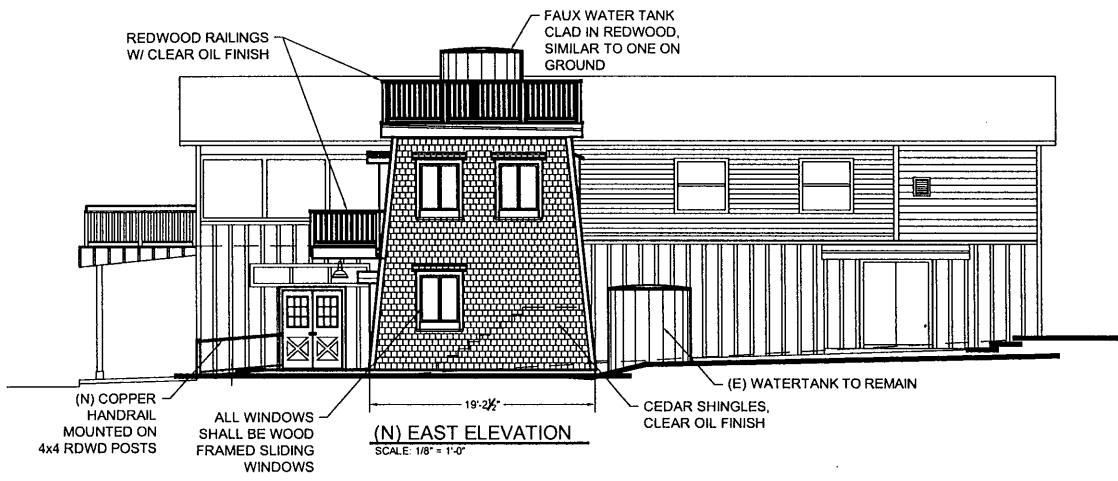 FAUX WATER TANK
CLAD IN REDWOOD,
SIMILAR TO ONE ON
GROUND
REDWOOD RAILINGS
W/ CLEAR OIL FINISH
(N) COPPER
HANDRAIL
MOUNTED ON
4x4 RDWD POSTS
ALL WINDOWS
SHALL BE WOOD
FRAMED SLIDING
WINDOWS
19'-2½"
(N) EAST ELEVATION
SCALE: 1/8" = 1'-0"
(E) WATERTANK TO REMAIN
CEDAR SHINGLES,
CLEAR OIL FINISH